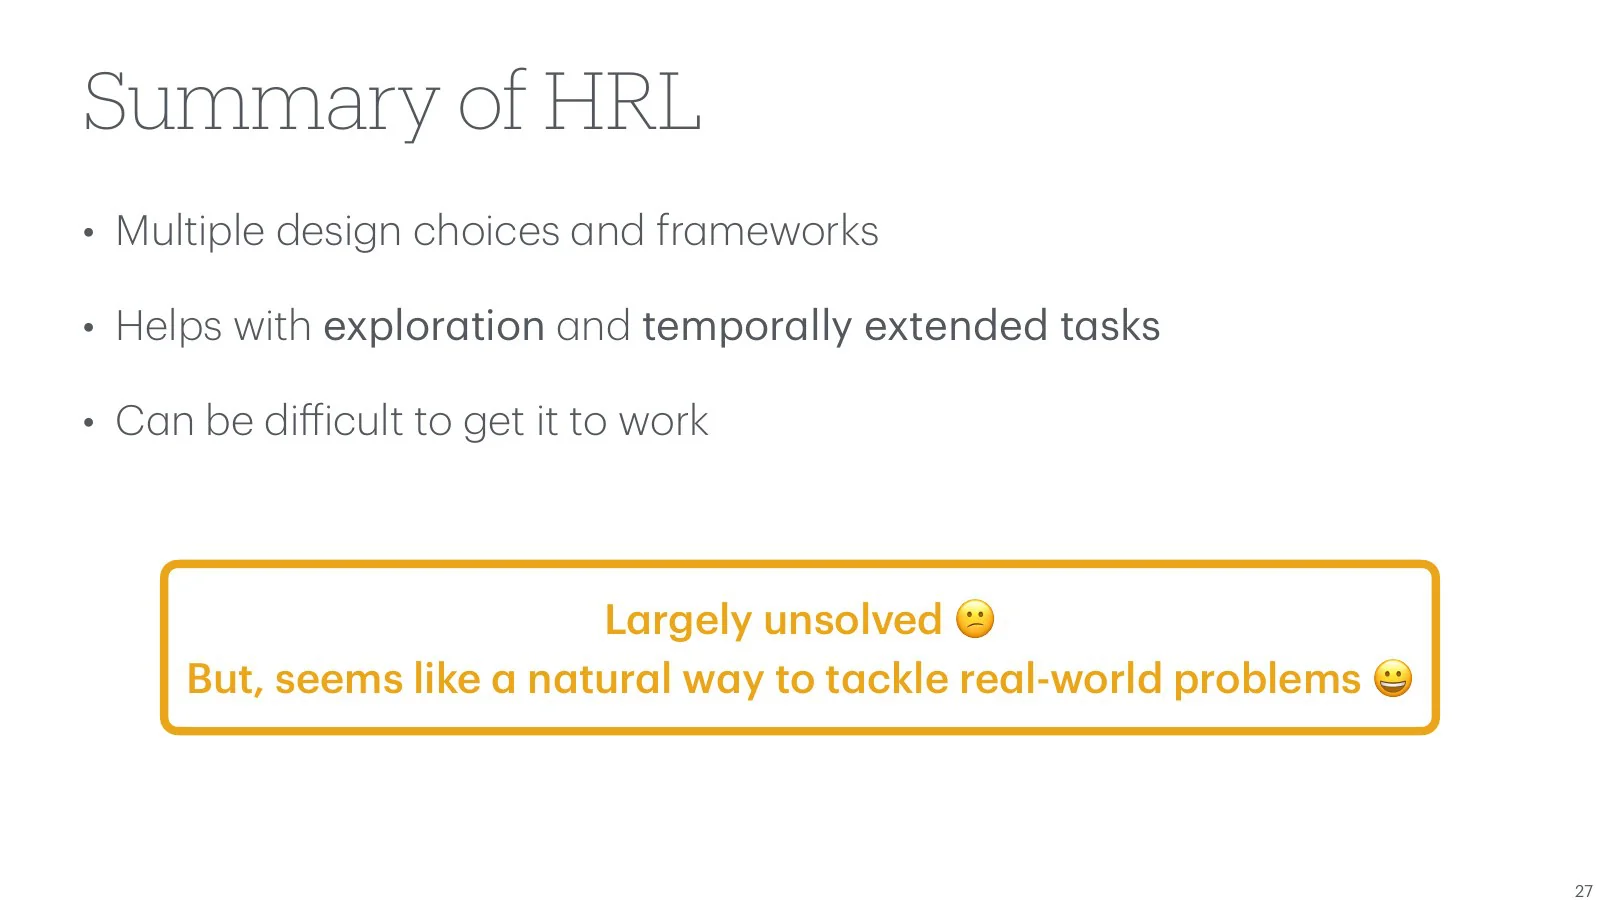 Summary of HRL
• Multiple design choices and frameworks
• Helps with exploration and temporally extended tasks
• Can be difficult to get it to work
Largely unsolved 😕
But, seems like a natural way to tackle real-world problems 😀
27